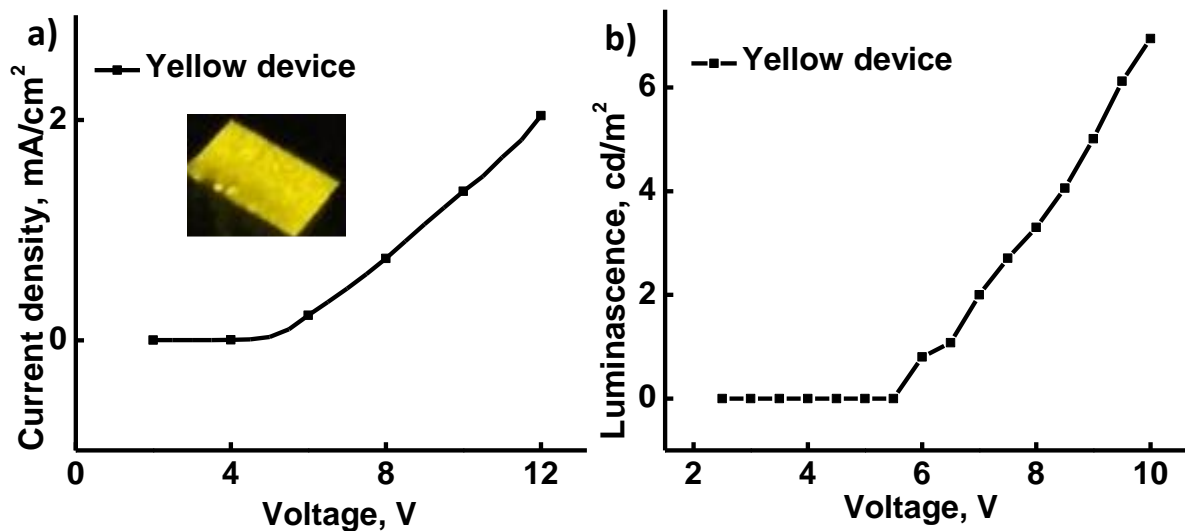 a)
Yellow device
Current density, mA/cm²
2
0
0 4 8 12
Voltage, V
b)
Yellow device
Luminascence, cd/m²
6
4
2
0
2 4 6 8 10
Voltage, V